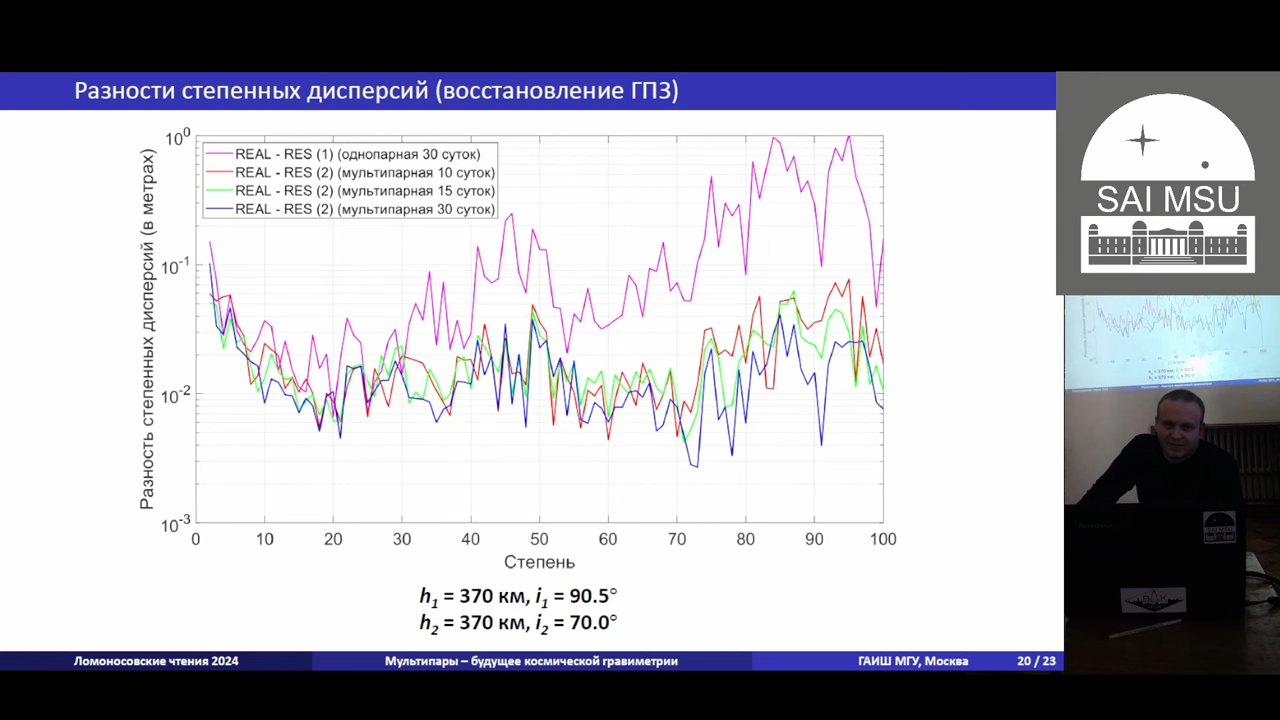 Разности степенных дисперсий (восстановление ГПЗ)
10^0
10^-1
10^-2
10^-3
Разность степенных дисперсий (в метрах)
REAL - RES (1) (однопарная 30 суток)
REAL - RES (2) (мультипарная 10 суток)
REAL - RES (2) (мультипарная 15 суток)
REAL - RES (2) (мультипарная 30 суток)
0 10 20 30 40 50 60 70 80 90 100
Степень
h1 = 370 км, i1 = 90.5°
h2 = 370 км, i2 = 70.0°
Ломоносовские чтения 2024
Мультипары – будущее космической гравиметрии
ГАИШ МГУ, Москва
20 / 23
SAI MSU